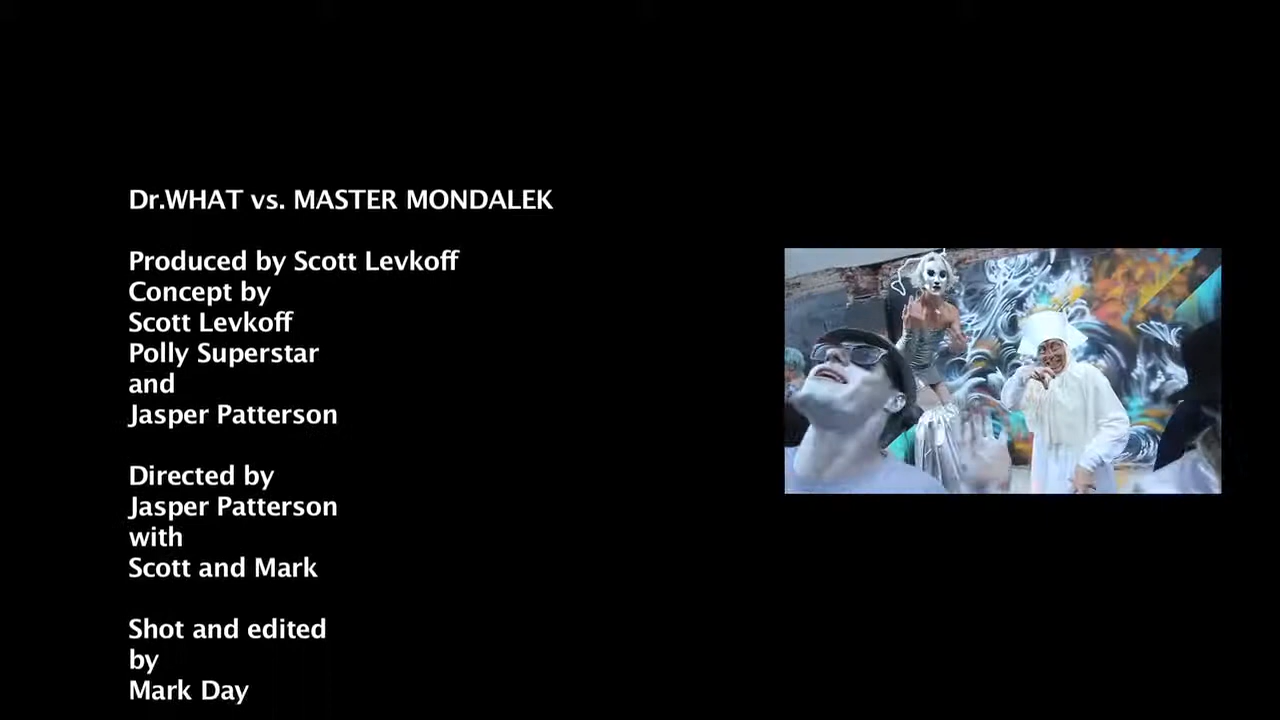 Dr.WHAT vs. MASTER MONDALEK
Produced by Scott Levkoff
Concept by
Scott Levkoff
Polly Superstar
and
Jasper Patterson
Directed by
Jasper Patterson
with
Scott and Mark
Shot and edited
by
Mark Day